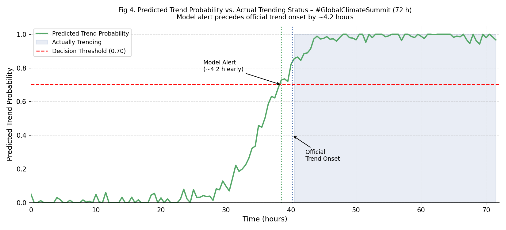 Fig 4. Predicted Trend Probability vs. Actual Trending Status – #GlobalClimateSummit (72 h)
Model alert precedes official trend onset by ~4.2 hours
Predicted Trend Probability
Actually Trending
Decision Threshold (0.70)
Model Alert
(~4.2 h early)
Official
Trend Onset
Predicted Trend Probability
1.0
0.8
0.6
0.4
0.2
0.0
0
10
20
30
40
50
60
70
Time (hours)